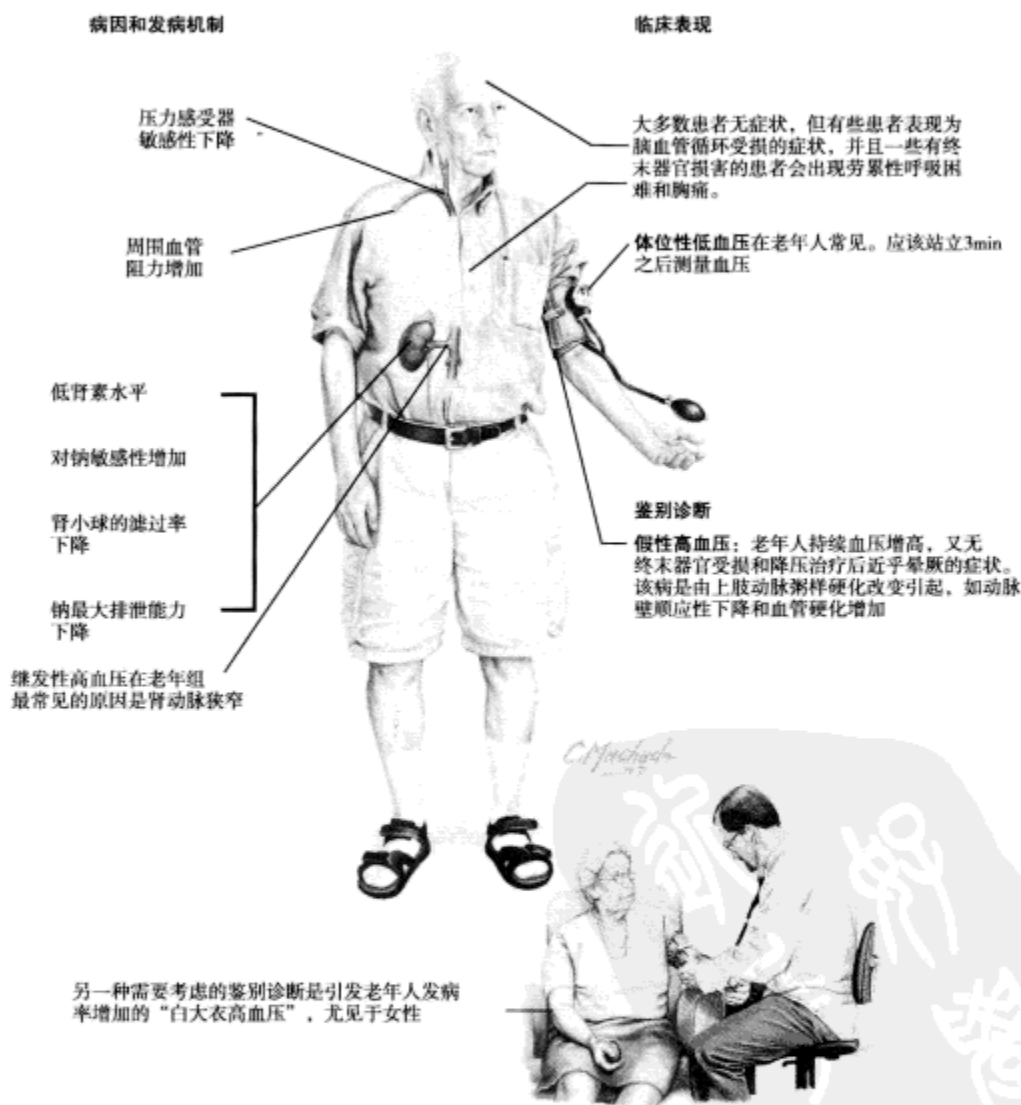 病因和发病机制
临床表现
压力感受器
敏感性下降
周围血管
阻力增加
低肾素水平
对钠敏感性增加
肾小球的滤过率
下降
钠最大排泄能力
下降
继发性高血压在老年组
最常见的原因是肾动脉狭窄
大多数患者无症状，但有些患者表现为
脑血管循环受损的症状，并且一些有终
末器官损害的患者会出现劳累性呼吸困
难和胸痛。
体位性低血压在老年人常见。应该站立3min
之后测量血压
鉴别诊断
假性高血压：老年人持续血压增高，又无
终末器官受损和降压治疗后近乎晕厥的症状。
该病是由上肢动脉粥样硬化改变引起，如动脉
壁顺应性下降和血管硬化增加
C.Machado
另一种需要考虑的鉴别诊断是引发老年人发病
率增加的“白大衣高血压”，尤见于女性